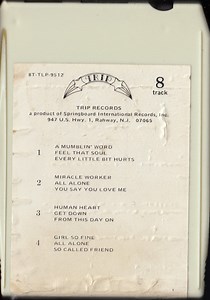 8T-TLP-9517
TRIP
8
track
TRIP RECORDS
a product of Springboard International Records, Inc.
947 U.S. Hwy. 1, Rahway, N.J. 07065
1
A MUMBLIN' WORD
FEEL THAT SOUL
EVERY LITTLE BIT HURTS
2
MIRACLE WORKER
ALL ALONE
YOU SAY YOU LOVE ME
3
HUMAN HEART
GET DOWN
FROM THIS DAY ON
4
GIRL SO FINE
ALL ALONE
SO CALLED FRIEND